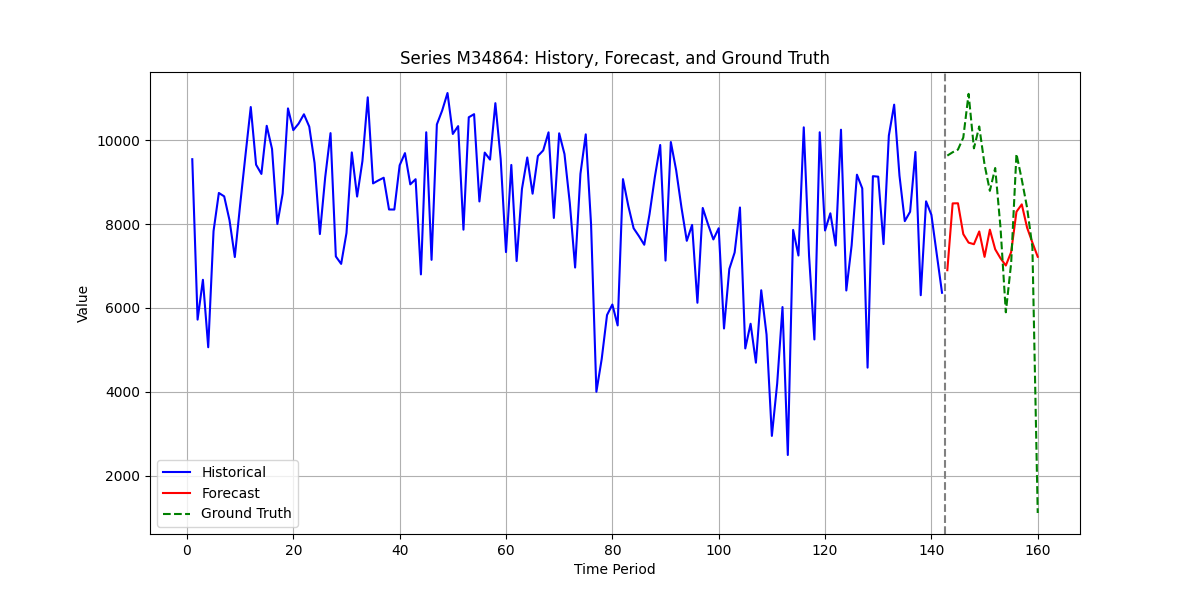 Series M34864: History, Forecast, and Ground Truth
10000
8000
6000
4000
2000
Value
Historical
Forecast
Ground Truth
0 20 40 60 80 100 120 140 160
Time Period